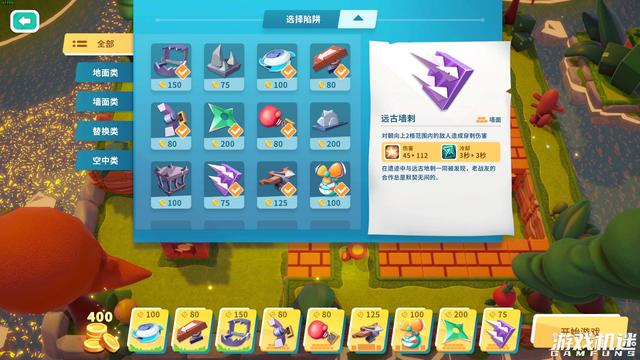 选择陷阱
全部
地面类
墙面类
替换类
空中类
150
75
100
80
80
200
80
200
100
75
125
100
远古墙刺
墙面
对朝向上2格范围内的敌人造成穿刺伤害
伤害
45·112
冷却
3秒·3秒
在遗迹中与远古地刺一同被发现，老战友的
合作总是默契无间的。
400
100
80
150
80
80
125
100
200
75
开始游戏
游戏机迷
GAMFUNS